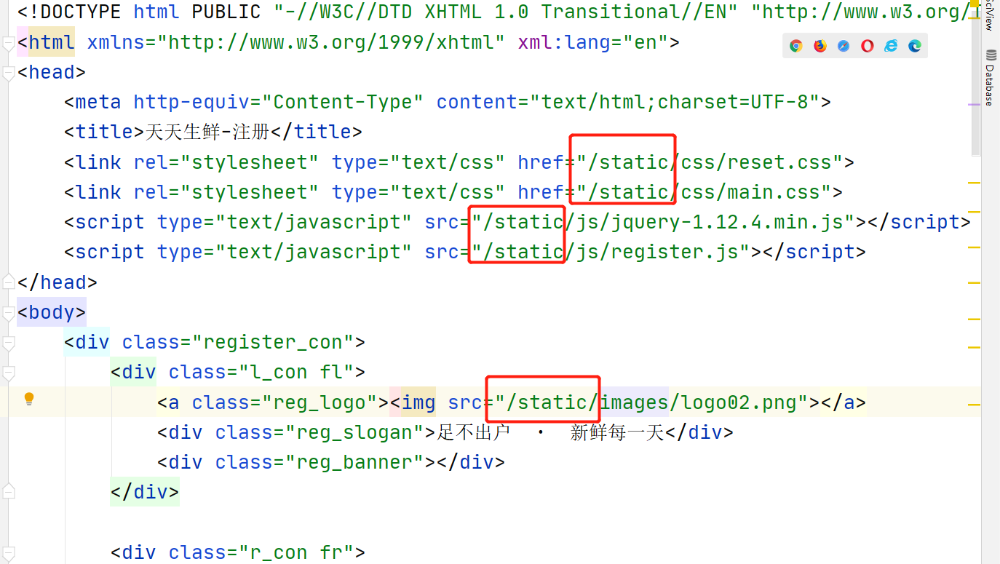 <!DOCTYPE html PUBLIC "-//W3C//DTD XHTML 1.0 Transitional//EN" "http://www.w3.org/
<html xmlns="http://www.w3.org/1999/xhtml" xml:lang="en">
<head>
    <meta http-equiv="Content-Type" content="text/html;charset=UTF-8">
    <title>天天生鲜-注册</title>
    <link rel="stylesheet" type="text/css" href="/static/css/reset.css">
    <link rel="stylesheet" type="text/css" href="/static/css/main.css">
    <script type="text/javascript" src="/static/js/jquery-1.12.4.min.js"></script>
    <script type="text/javascript" src="/static/js/register.js"></script>
</head>
<body>
    <div class="register_con">
        <div class="l_con fl">
            <a class="reg_logo"><img src="/static/images/logo02.png"></a>
            <div class="reg_slogan">足不出户  ·  新鲜每一天</div>
            <div class="reg_banner"></div>
        </div>
        <div class="r_con fr">
SciView
Database